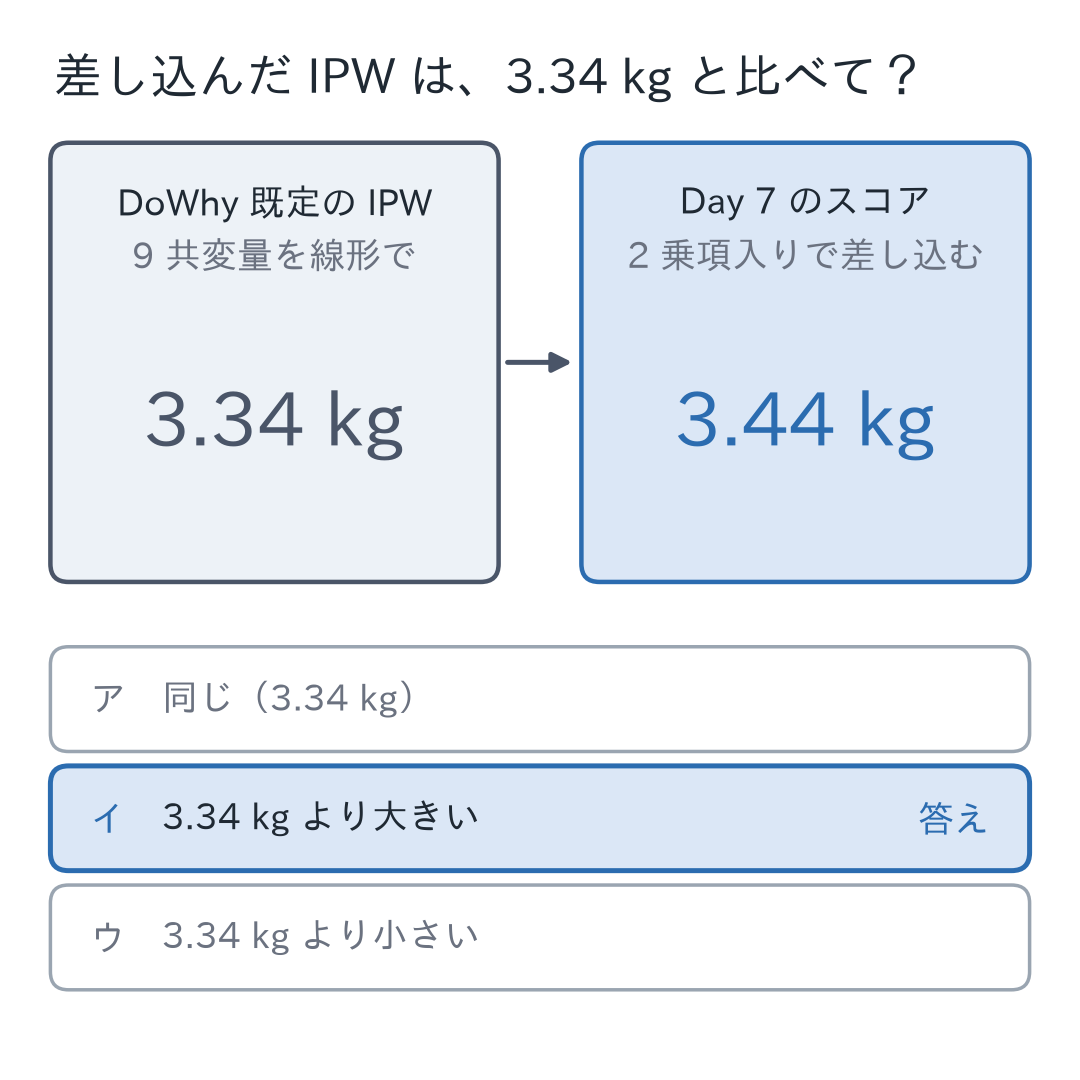 差し込んだ IPW は、3.34 kg と比べて？
DoWhy 既定の IPW
9 共変量を線形で
3.34 kg
Day 7 のスコア
2 乗項入りで差し込む
3.44 kg
ア 同じ（3.34 kg）
イ 3.34 kg より大きい 答え
ウ 3.34 kg より小さい